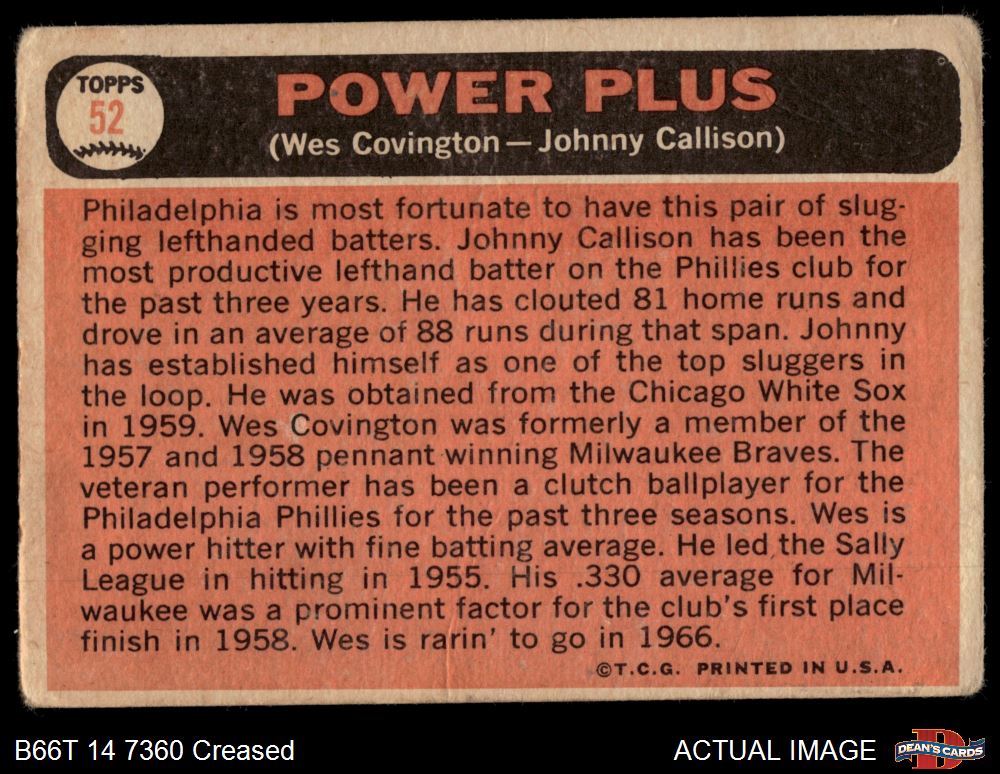 TOPPS
52
POWER PLUS
(Wes Covington — Johnny Callison)
Philadelphia is most fortunate to have this pair of slug-
ging lefthanded batters. Johnny Callison has been the
most productive lefthand batter on the Phillies club for
the past three years. He has clouted 81 home runs and
drove in an average of 88 runs during that span. Johnny
has established himself as one of the top sluggers in
the loop. He was obtained from the Chicago White Sox
in 1959. Wes Covington was formerly a member of the
1957 and 1958 pennant winning Milwaukee Braves. The
veteran performer has been a clutch ballplayer for the
Philadelphia Phillies for the past three seasons. Wes is
a power hitter with fine batting average. He led the Sally
League in hitting in 1955. His .330 average for Mil-
waukee was a prominent factor for the club's first place
finish in 1958. Wes is rarin' to go in 1966.
©T.C.G. PRINTED IN U.S.A.
B66T 14 7360 Creased
ACTUAL IMAGE
D
DEAN'S CARDS